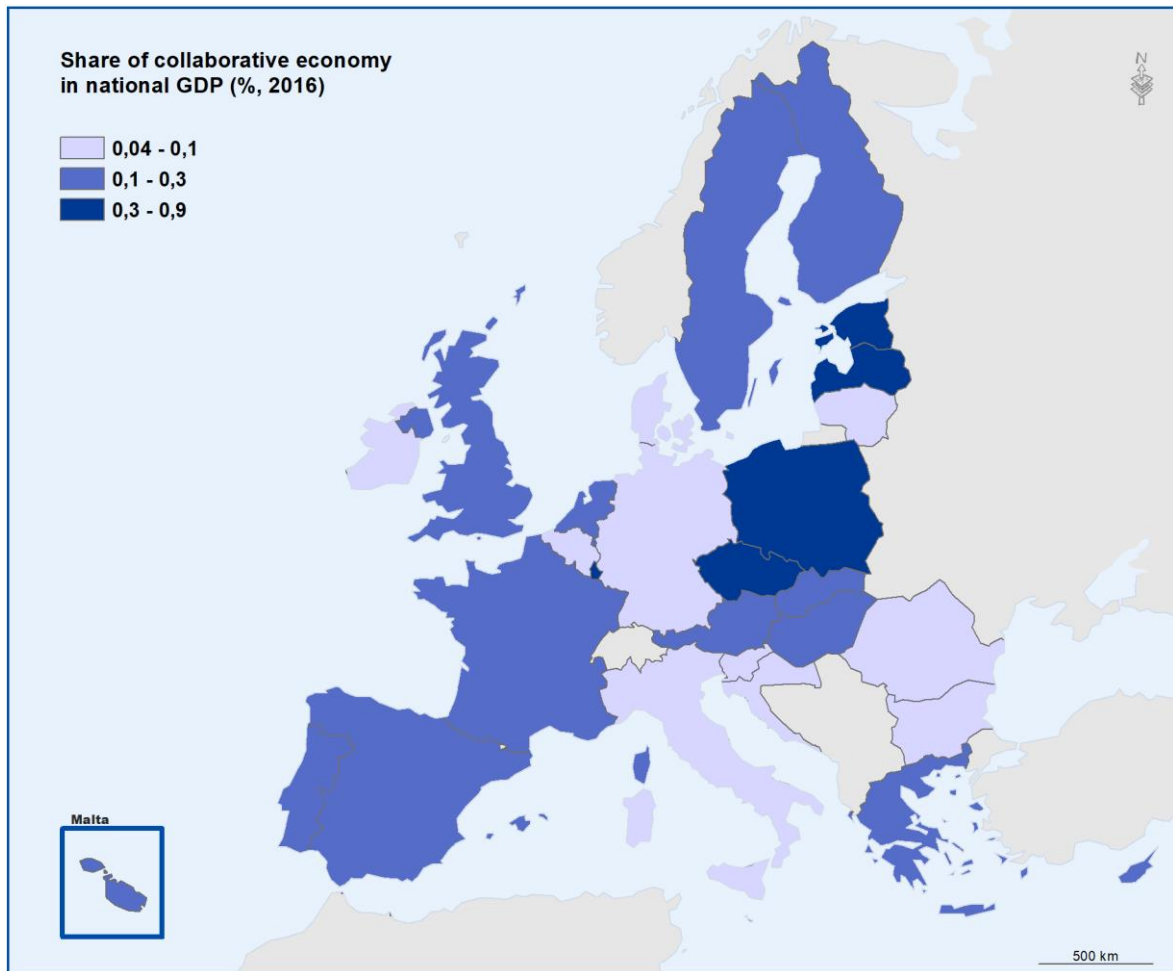 Share of collaborative economy
in national GDP (%, 2016)
0,04 - 0,1
0,1 - 0,3
0,3 - 0,9
N
Malta
500 km